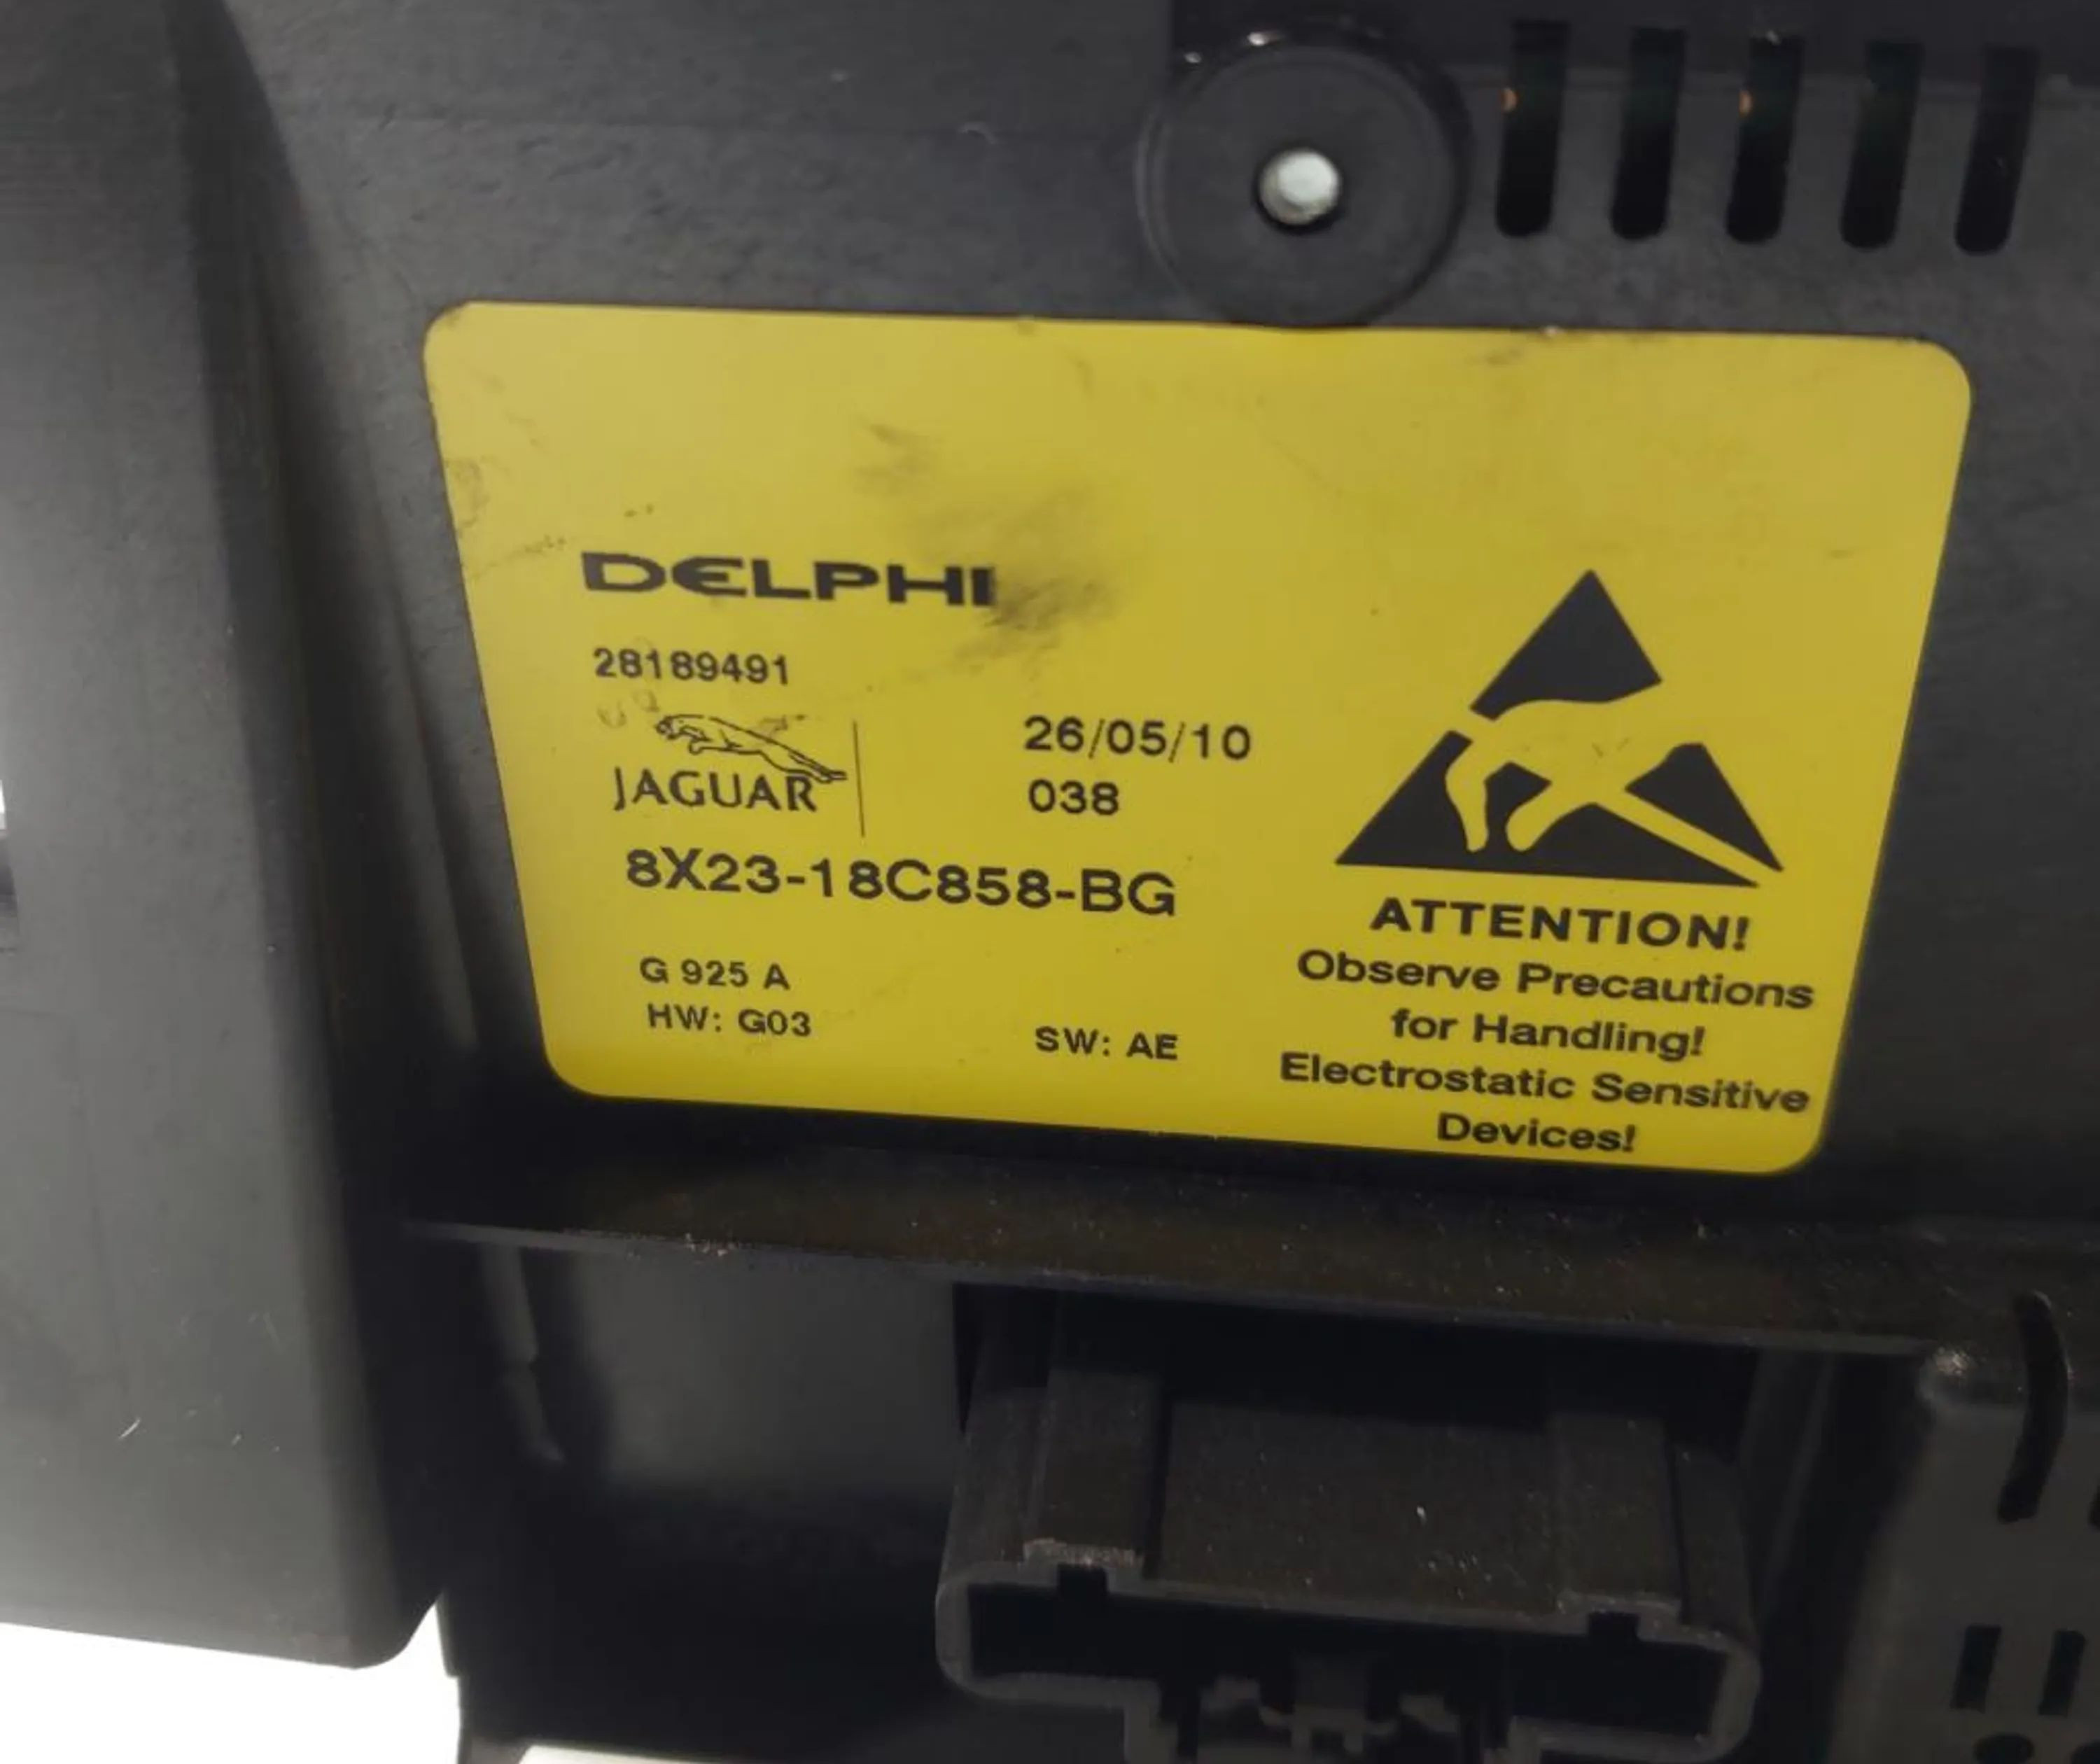 DELPHI
28189491
JAGUAR
26/05/10
038
8X23-18C858-BG
G 925 A
HW: G03
SW: AE
ATTENTION!
Observe Precautions
for Handling!
Electrostatic Sensitive
Devices!